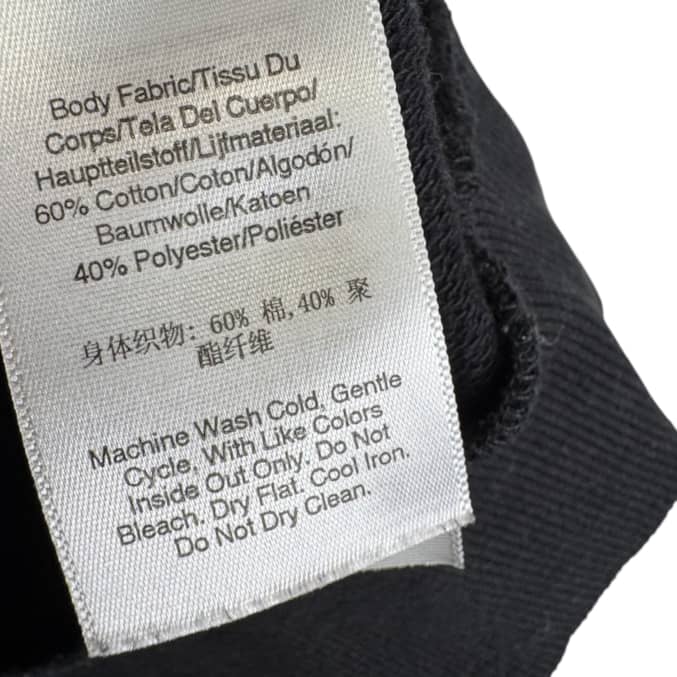 Body Fabric/Tissu Du
Corps/Tela Del Cuerpo/
Hauptteilstoff/Lijfmateriaal:
60% Cotton/Coton/Algodón/
Baumwolle/Katoen
40% Polyester/Poliéster
身体织物: 60% 棉,40% 聚
酯纤维
Machine Wash Cold, Gentle
Cycle, With Like Colors
Inside Out Only. Do Not
Bleach. Dry Flat. Cool Iron.
Do Not Dry Clean.